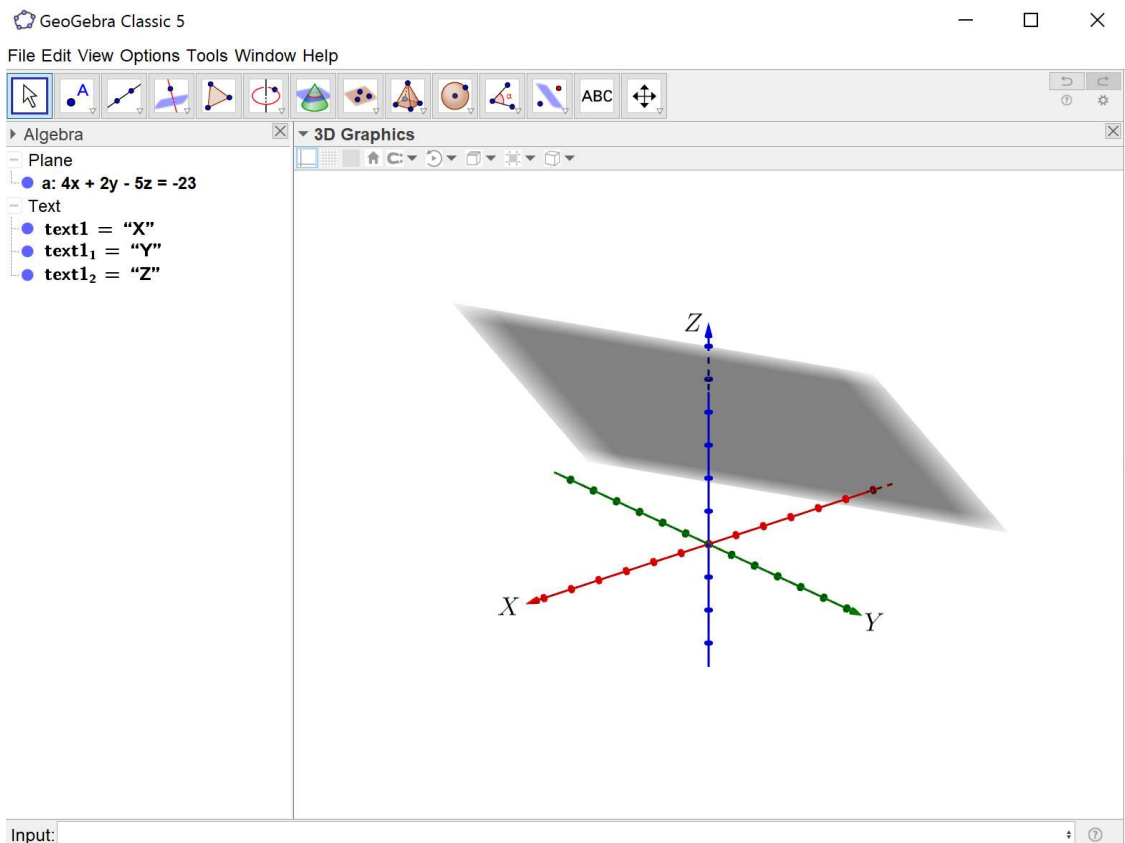 GeoGebra Classic 5
File Edit View Options Tools Window Help
A
α
ABC
Algebra
3D Graphics
Plane
a: 4x + 2y - 5z = -23
Text
text1 = “X”
text1₁ = “Y”
text1₂ = “Z”
Z
X
Y
Input: